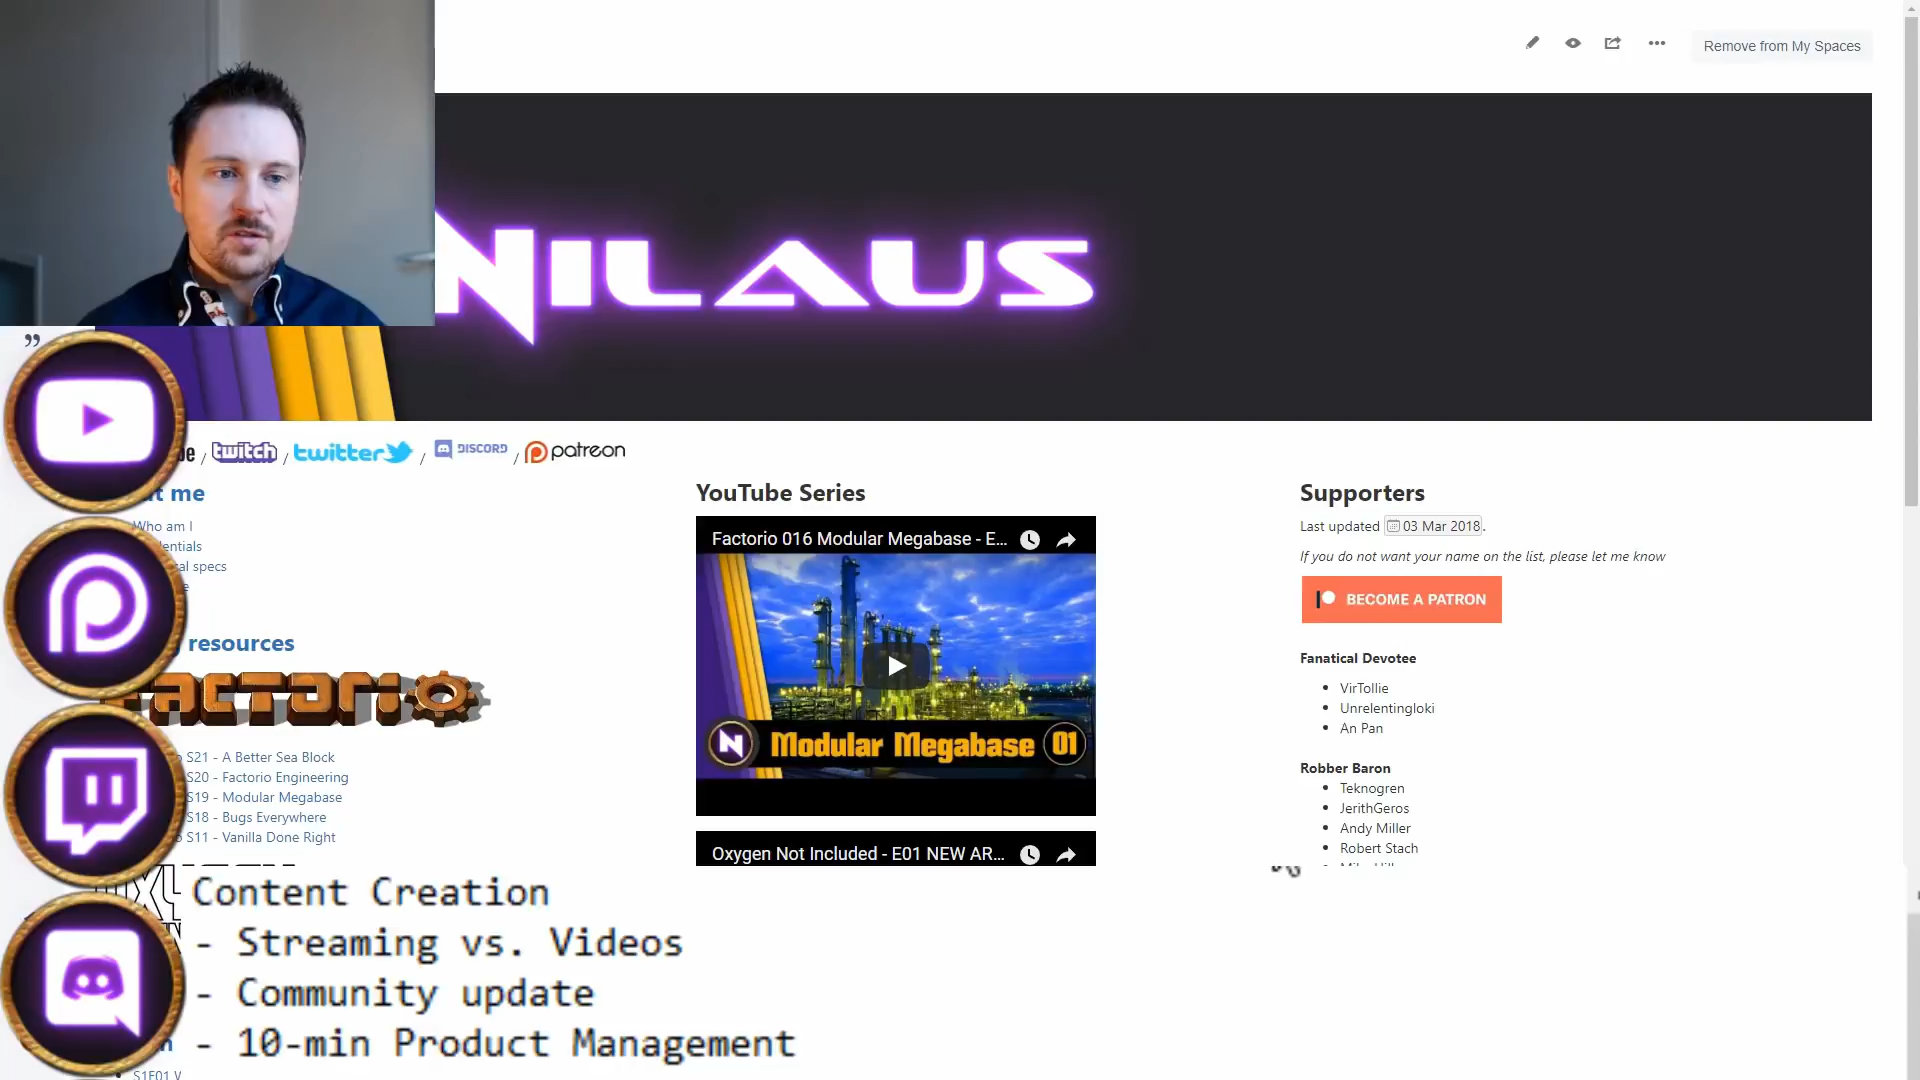 Remove from My Spaces
NILAUS
twitch / twitter / DISCORD / patreon
me
Who am I
resources
FACTORIO
S21 - A Better Sea Block
S20 - Factorio Engineering
S19 - Modular Megabase
S18 - Bugs Everywhere
S11 - Vanilla Done Right
YouTube Series
Factorio 016 Modular Megabase - E...
N Modular Megabase 01
Oxygen Not Included - E01 NEW AR...
Supporters
Last updated 03 Mar 2018.
If you do not want your name on the list, please let me know
BECOME A PATRON
Fanatical Devotee
VirTollie
Unrelentingloki
An Pan
Robber Baron
Teknogren
JerithGeros
Andy Miller
Robert Stach
Content Creation
- Streaming vs. Videos
- Community update
- 10-min Product Management